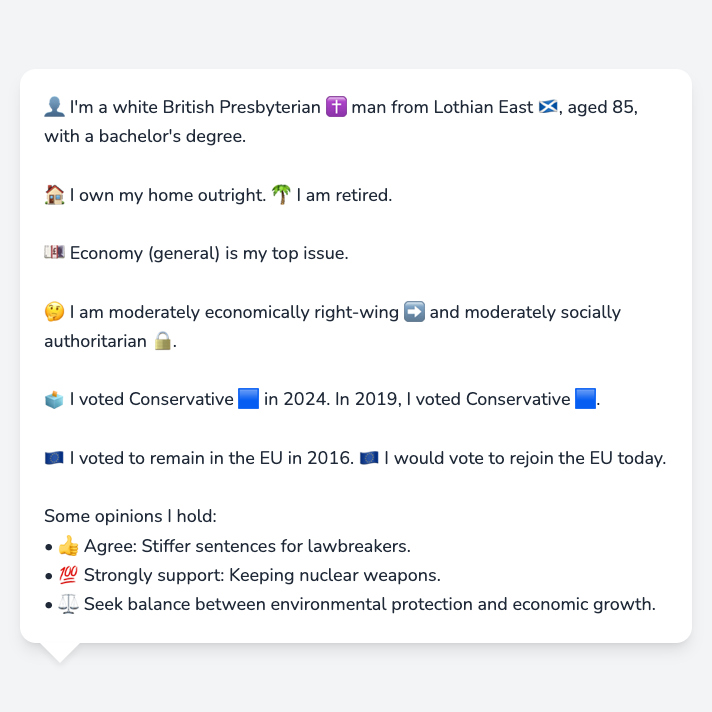 👤 I'm a white British Presbyterian ✝️ man from Lothian East 🏴󠁧󠁢󠁳󠁣󠁴󠁿, aged 85,
with a bachelor's degree.
🏠 I own my home outright. 🌴 I am retired.
💷 Economy (general) is my top issue.
🤔 I am moderately economically right-wing ➡️ and moderately socially
authoritarian 🔒.
🗳️ I voted Conservative 🟦 in 2024. In 2019, I voted Conservative 🟦.
🇪🇺 I voted to remain in the EU in 2016. 🇪🇺 I would vote to rejoin the EU today.
Some opinions I hold:
• 👍 Agree: Stiffer sentences for lawbreakers.
• 💯 Strongly support: Keeping nuclear weapons.
• ⚖️ Seek balance between environmental protection and economic growth.